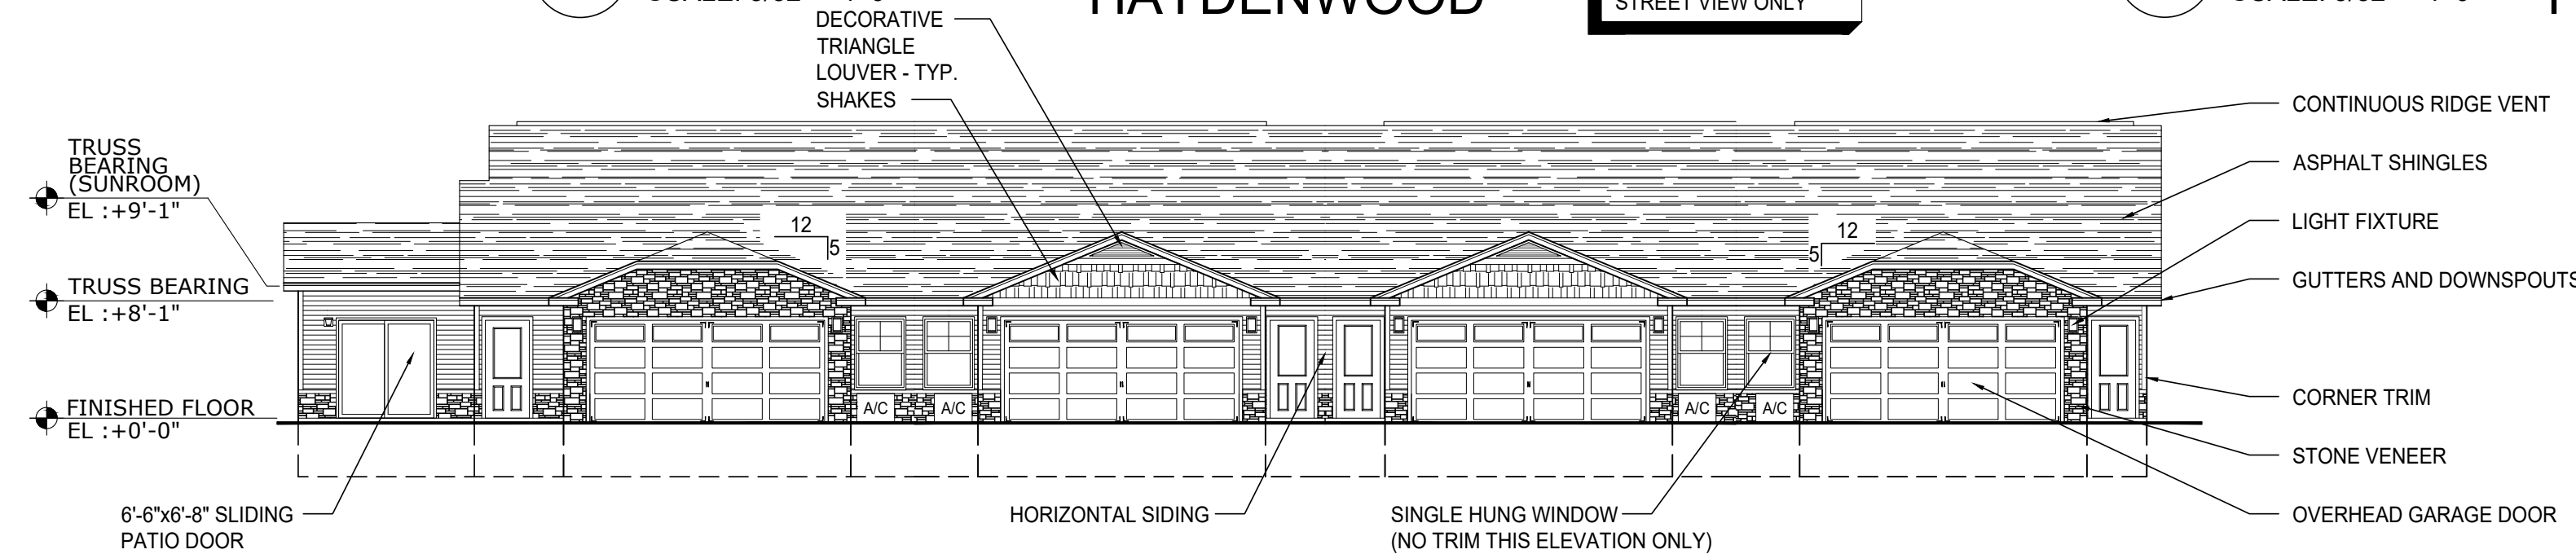 HAYDENWOOD
STREET VIEW ONLY
DECORATIVE
TRIANGLE
LOUVER - TYP.
SHAKES
TRUSS
BEARING
(SUNROOM)
EL :+9'-1"
TRUSS BEARING
EL :+8'-1"
FINISHED FLOOR
EL :+0'-0"
12
5
12
5
CONTINUOUS RIDGE VENT
ASPHALT SHINGLES
LIGHT FIXTURE
GUTTERS AND DOWNSPOUTS
CORNER TRIM
STONE VENEER
OVERHEAD GARAGE DOOR
A/C
A/C
A/C
A/C
6'-6"x6'-8" SLIDING
PATIO DOOR
HORIZONTAL SIDING
SINGLE HUNG WINDOW
(NO TRIM THIS ELEVATION ONLY)